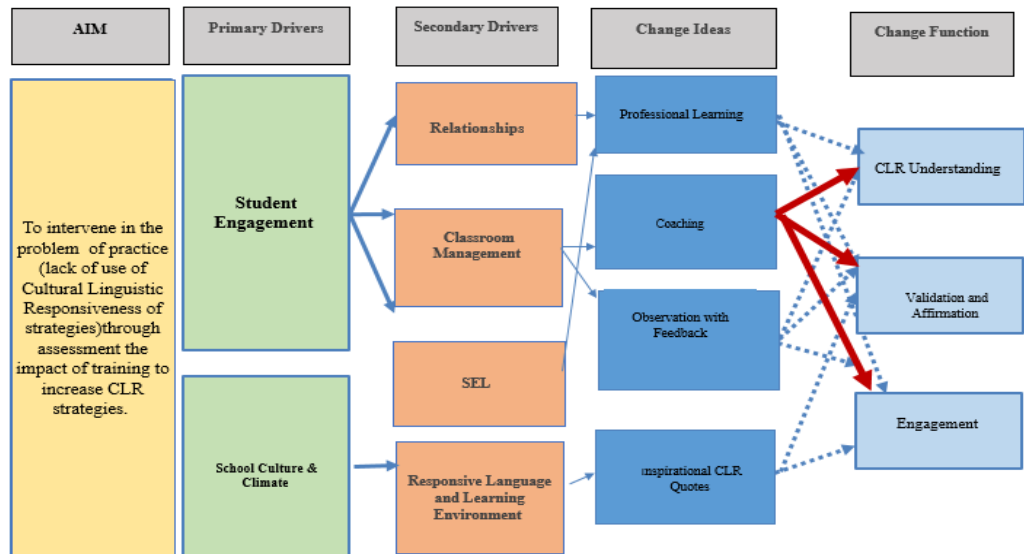 AIM
Primary Drivers
Secondary Drivers
Change Ideas
Change Function
To intervene in the
problem of practice
(lack of use of
Cultural Linguistic
Responsiveness of
strategies)through
assessment the
impact of training to
increase CLR
strategies.
Student
Engagement
School Culture &
Climate
Relationships
Classroom
Management
SEL
Responsive Language
and Learning
Environment
Professional Learning
Coaching
Observation with
Feedback
Inspirational CLR
Quotes
CLR Understanding
Validation and
Affirmation
Engagement